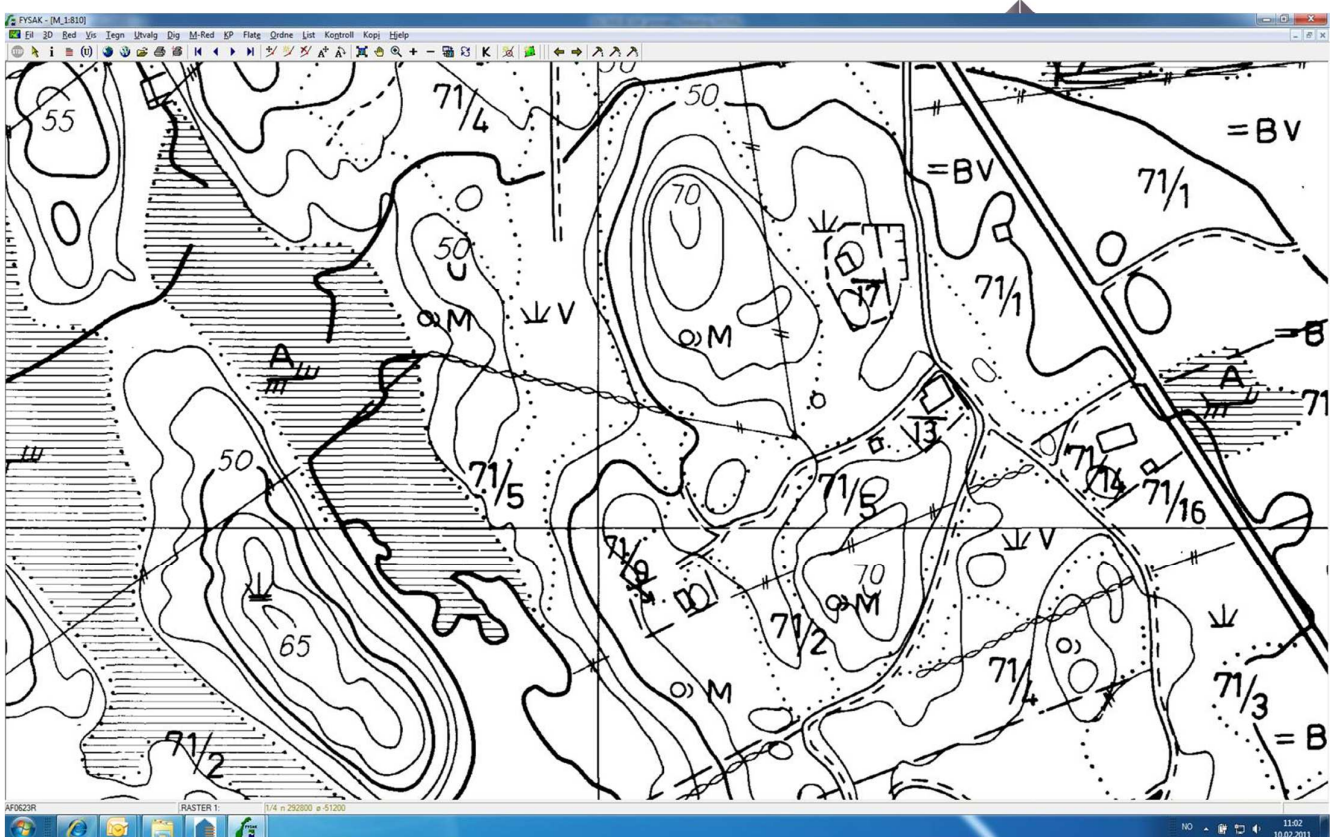 FYSAK - [M_1:810]
Fil 3D Red Vis Tegn Utvalg Dig M-Red KP Flate Ordne List Kontroll Kopi Hjelp
55
71/4
50
50
=BV
71/1
=BV
70
50
17
71/1
M
V
M
A
=B
A
71
13
50
71/5
71/5
71/14
71/16
71/9
V
70
M
71/2
65
M
71/4
71/3
=B
71/2
AF0623R
RASTER 1:
1/4 n 292800 ø -51200
NO
11:02
10.02.2011